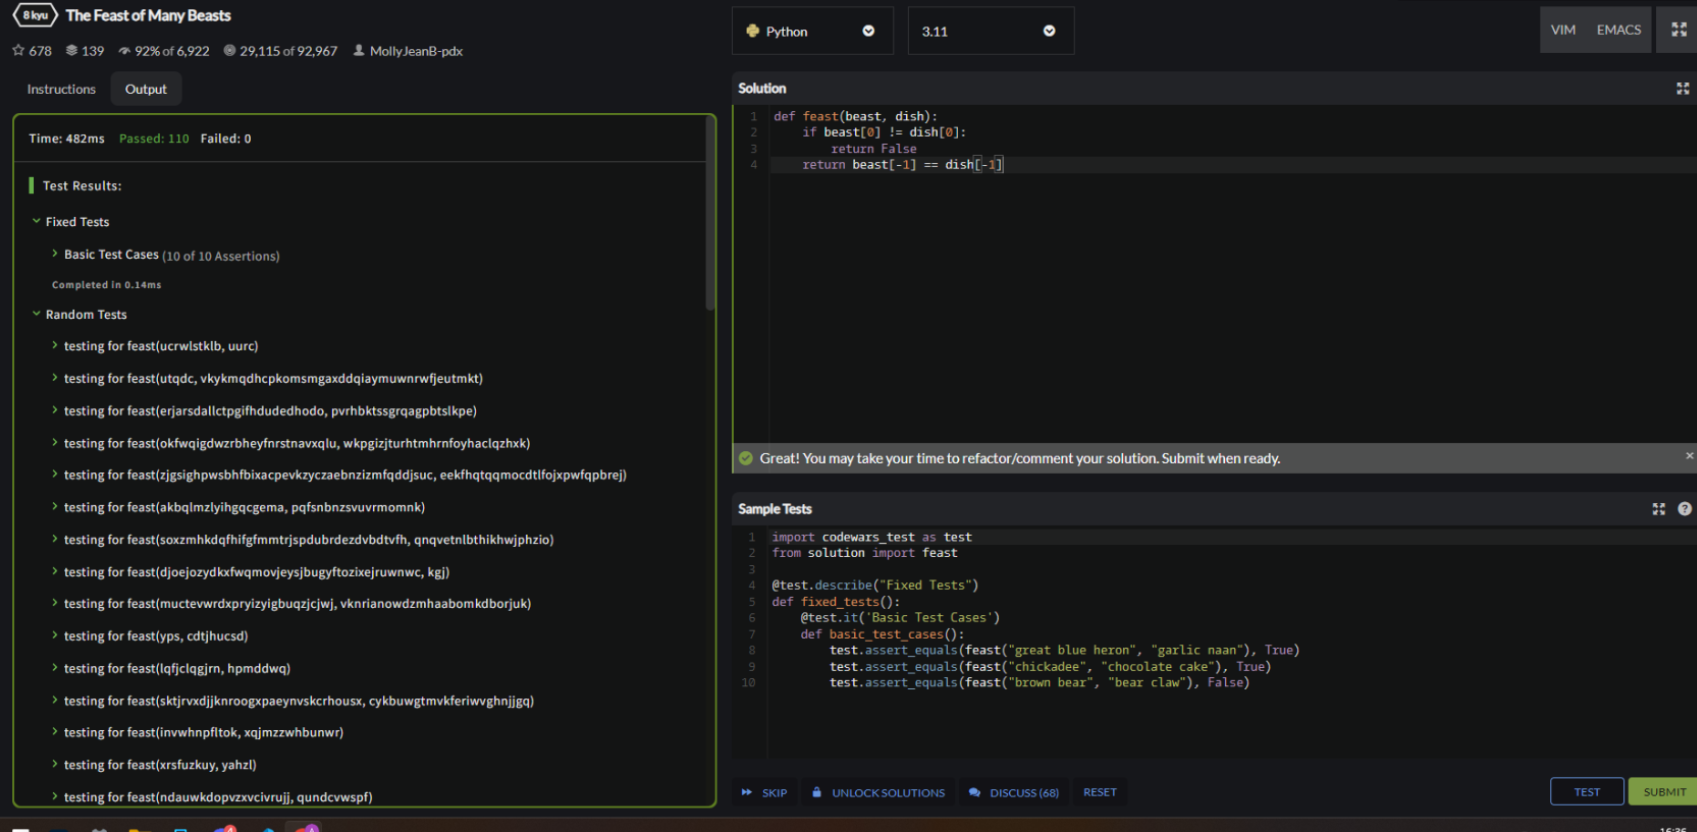 8 kyu The Feast of Many Beasts
678 139 92% of 6,922 29,115 of 92,967 MollyJeanB-pdx
Instructions Output
Time: 482ms Passed: 110 Failed: 0
Test Results:
Fixed Tests
Basic Test Cases (10 of 10 Assertions)
Completed in 0.14ms
Random Tests
testing for feast(ucrwlstklb, uurc)
testing for feast(utqdc, vkykmqdhcpkomsmgaxddqiaymuwnrwfjeutmkt)
testing for feast(erjarsdallctpgifhdudedhodo, pvrhbktssgrqagpbtslkpe)
testing for feast(okfwqigdwzrbheyfnrstnavxqlu, wkpgizjturhtmhrnfoyhaclqzhxk)
testing for feast(zjgsighpwsbhfbixacpevkzyczaebnzizmfqddjsuc, eekfhqtqqmocdtlfojxpwfqpbrej)
testing for feast(akbqlmzlyihgqcgema, pqfsnbnzsvuvrmomnk)
testing for feast(soxzmhkdqfhifgfmmtrjspdubrdezdvbdtvfh, qnqvetnlbthikhwjphzio)
testing for feast(djoejozydkxfwqmovjeysjbugyftozixejruwnwc, kgj)
testing for feast(muctevwrdxpryizyigbuqzjcjwj, vknrianowdzmhaabomkdborjuk)
testing for feast(yps, cdtjhucsd)
testing for feast(lqfjclqgjrn, hpmddwq)
testing for feast(sktjrvxdjjknroogxpaeynvskcrhousx, cykbuwgtmvkferiwvghnjjgq)
testing for feast(invwhnpfltok, xqjmzzwhbunwr)
testing for feast(xrsfuzkuy, yahzl)
testing for feast(ndauwkdopvzxvcivrujj, qundcvwspf)
Python 3.11 VIM EMACS
Solution
1 def feast(beast, dish):
2 if beast[0] != dish[0]:
3 return False
4 return beast[-1] == dish[-1]
Great! You may take your time to refactor/comment your solution. Submit when ready.
Sample Tests
1 import codewars_test as test
2 from solution import feast
3
4 @test.describe("Fixed Tests")
5 def fixed_tests():
6 @test.it('Basic Test Cases')
7 def basic_test_cases():
8 test.assert_equals(feast("great blue heron", "garlic naan"), True)
9 test.assert_equals(feast("chickadee", "chocolate cake"), True)
10 test.assert_equals(feast("brown bear", "bear claw"), False)
SKIP UNLOCK SOLUTIONS DISCUSS (68) RESET TEST SUBMIT